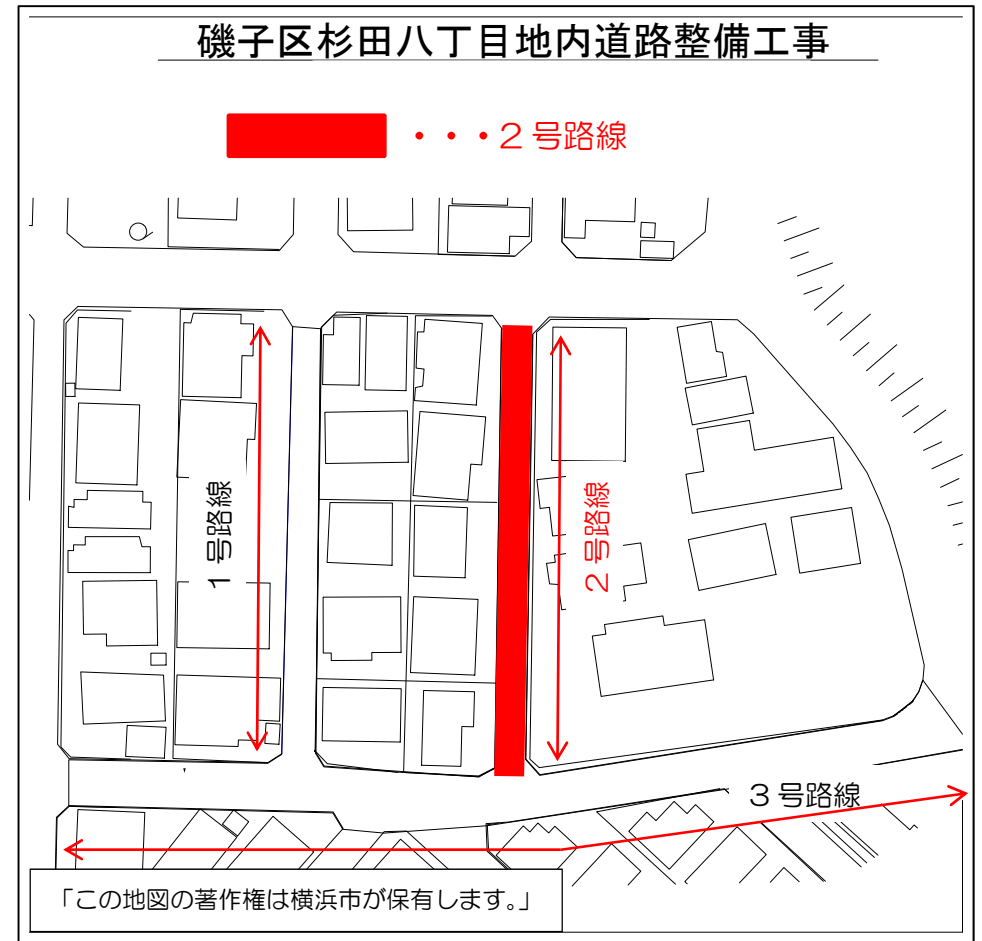 磯子区杉田八丁目地内道路整備工事
・・・２号路線
１号路線
２号路線
３号路線
「この地図の著作権は横浜市が保有します。」